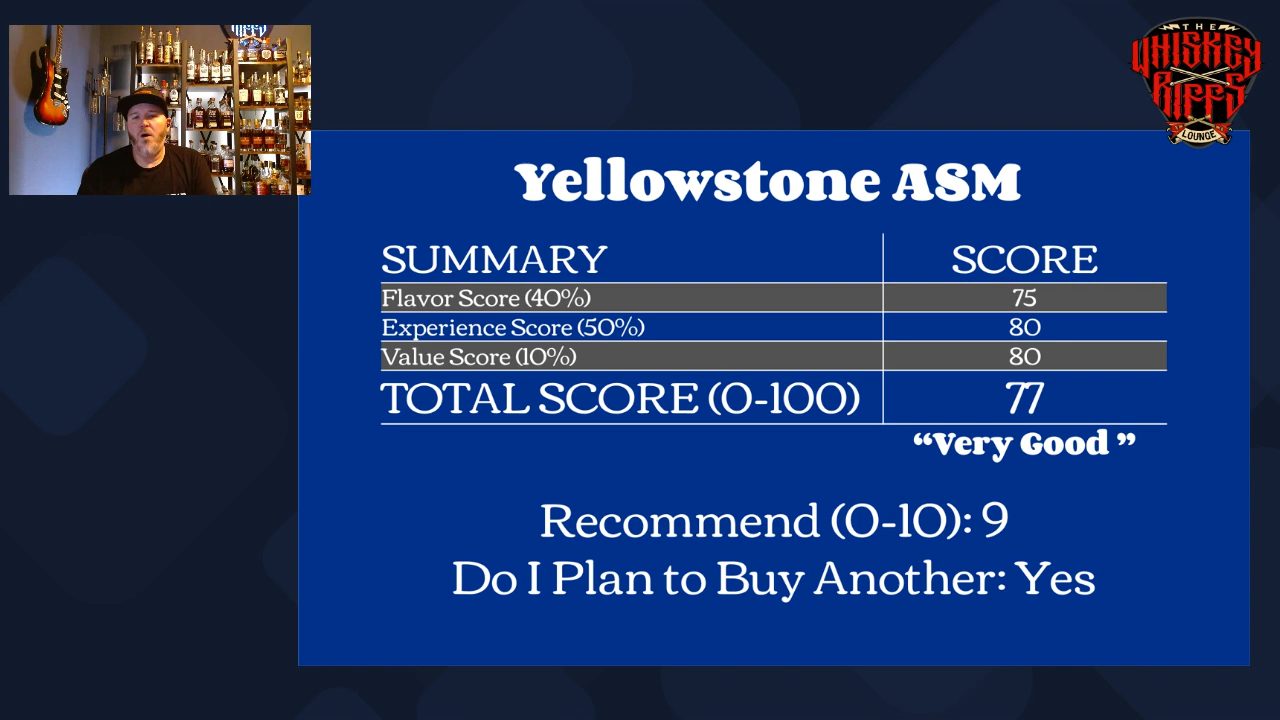 THE
WHISKEY
RIFFS
LOUNGE
Yellowstone ASM
SUMMARY SCORE
Flavor Score (40%) 75
Experience Score (50%) 80
Value Score (10%) 80
TOTAL SCORE (0-100) 77
“Very Good ”
Recommend (0-10): 9
Do I Plan to Buy Another: Yes